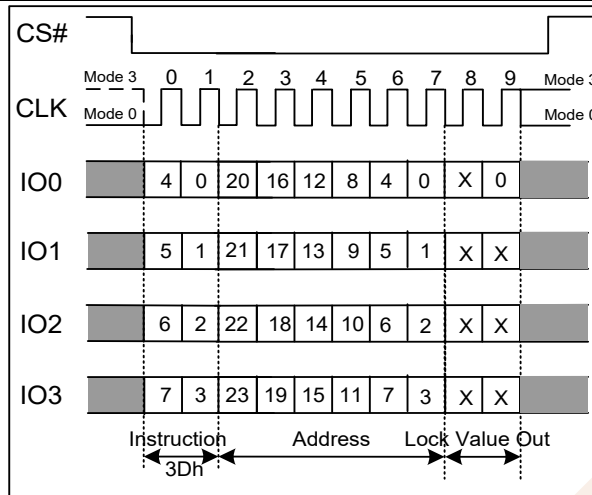 CS#
Mode 3 0 1 2 3 4 5 6 7 8 9 Mode 3
CLK
Mode 0 Mode 0
IO0 4 0 20 16 12 8 4 0 X 0
IO1 5 1 21 17 13 9 5 1 X X
IO2 6 2 22 18 14 10 6 2 X X
IO3 7 3 23 19 15 11 7 3 X X
Instruction Address Lock Value Out
3Dh